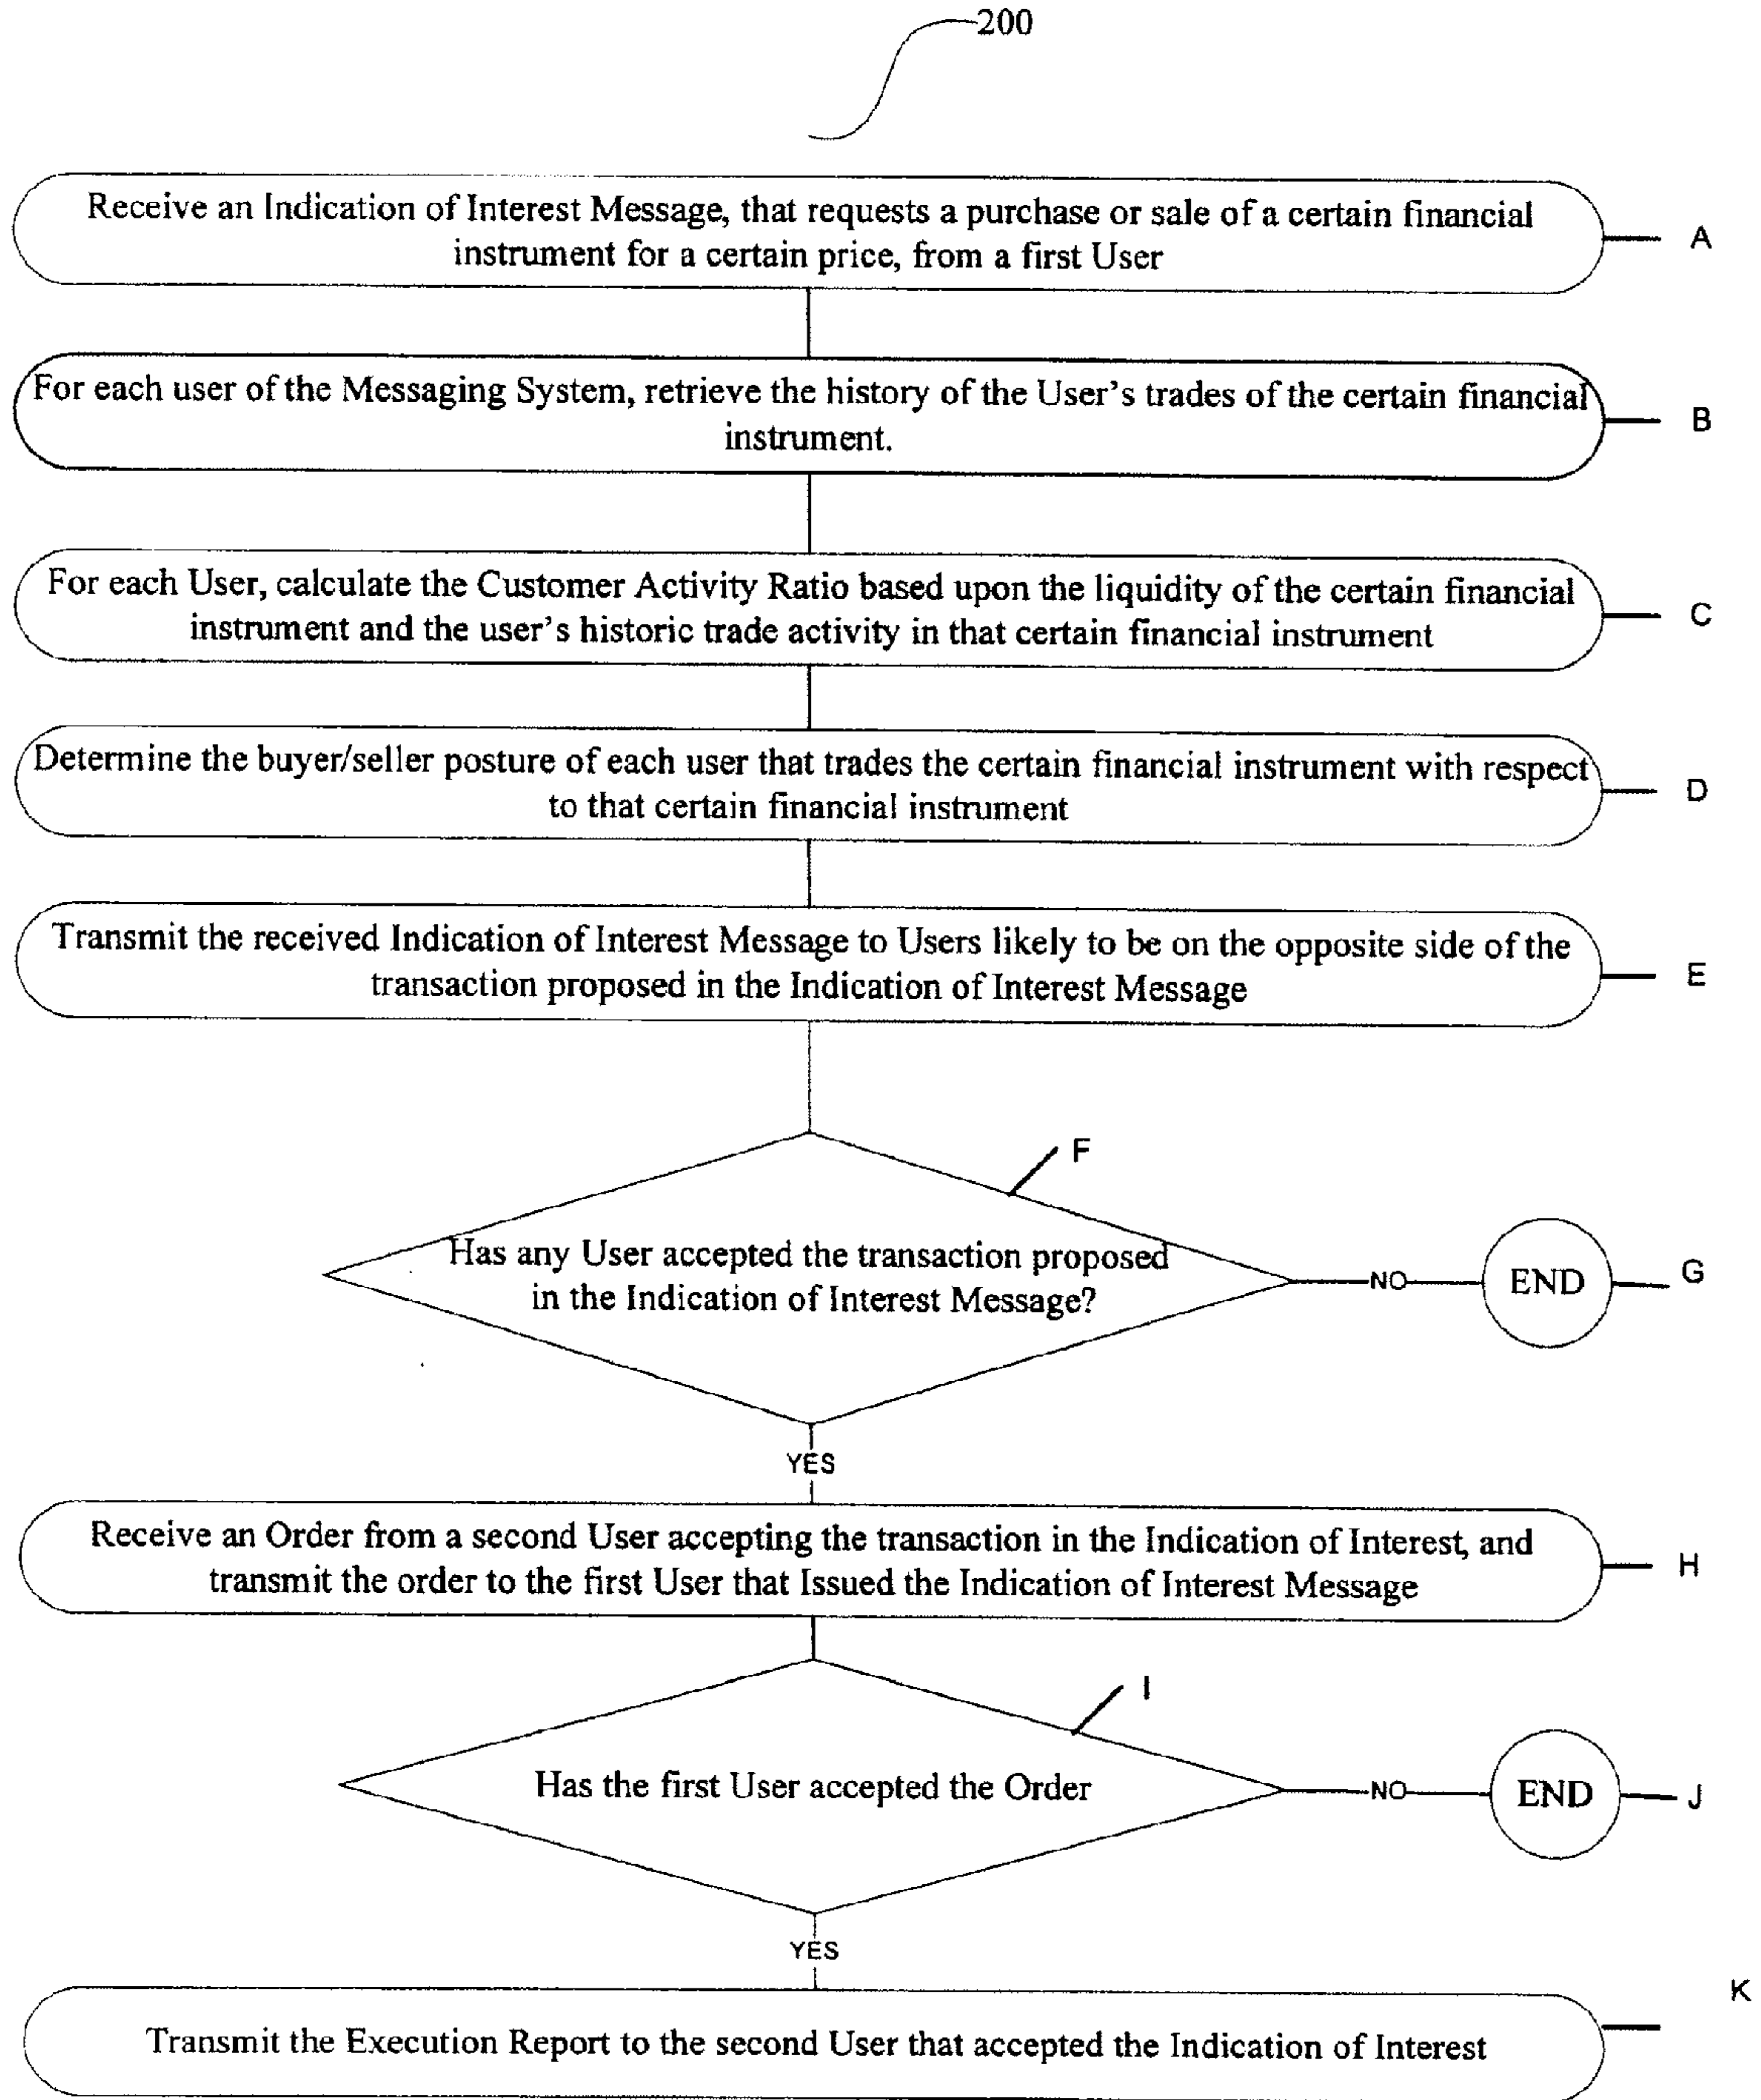 200
Receive an Indication of Interest Message, that requests a purchase or sale of a certain financial
instrument for a certain price, from a first User
A
For each user of the Messaging System, retrieve the history of the User's trades of the certain financial
instrument.
B
For each User, calculate the Customer Activity Ratio based upon the liquidity of the certain financial
instrument and the user's historic trade activity in that certain financial instrument
C
Determine the buyer/seller posture of each user that trades the certain financial instrument with respect
to that certain financial instrument
D
Transmit the received Indication of Interest Message to Users likely to be on the opposite side of the
transaction proposed in the Indication of Interest Message
E
F
Has any User accepted the transaction proposed
in the Indication of Interest Message?
NO
END
G
YES
Receive an Order from a second User accepting the transaction in the Indication of Interest, and
transmit the order to the first User that Issued the Indication of Interest Message
H
I
Has the first User accepted the Order
NO
END
J
YES
K
Transmit the Execution Report to the second User that accepted the Indication of Interest